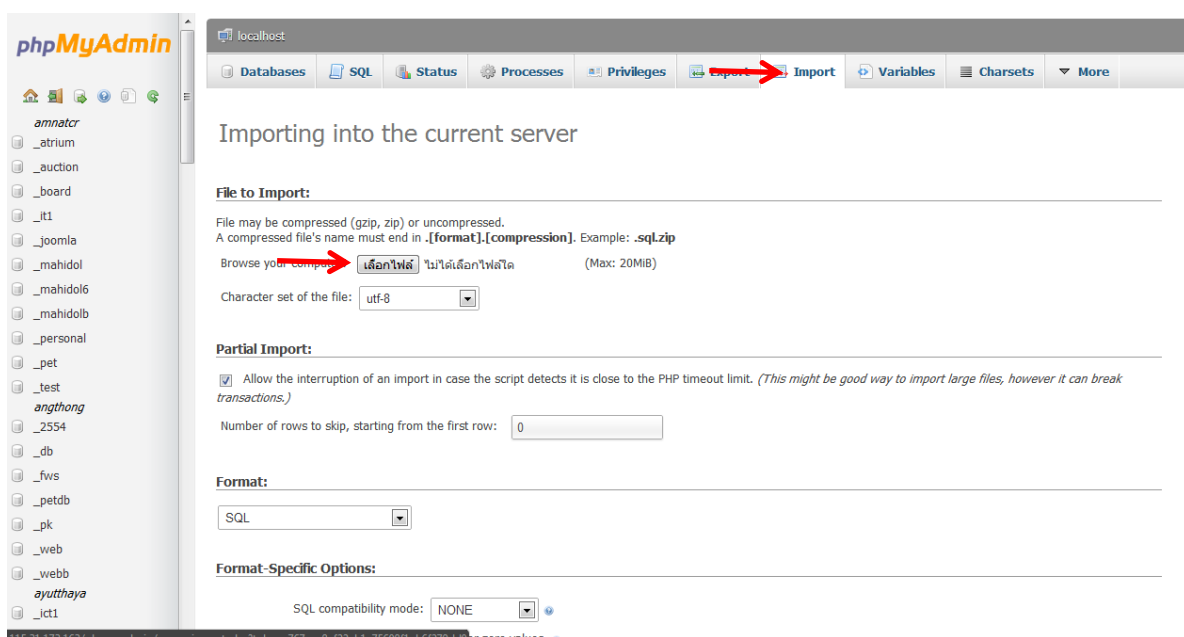 phpMyAdmin
amnatcr
_atrium
_auction
_board
_it1
_joomla
_mahidol
_mahidol6
_mahidolb
_personal
_pet
_test
angthong
_2554
_db
_fws
_petdb
_pk
_web
_webb
ayutthaya
_ict1
localhost
Databases SQL Status Processes Privileges Export Import Variables Charsets More
Importing into the current server
File to Import:
File may be compressed (gzip, zip) or uncompressed.
A compressed file's name must end in .[format].[compression]. Example: .sql.zip
Browse your computer: เลือกไฟล์ ไม่ได้เลือกไฟล์ใด (Max: 20MiB)
Character set of the file: utf-8
Partial Import:
Allow the interruption of an import in case the script detects it is close to the PHP timeout limit. (This might be good way to import large files, however it can break
transactions.)
Number of rows to skip, starting from the first row: 0
Format:
SQL
Format-Specific Options:
SQL compatibility mode: NONE